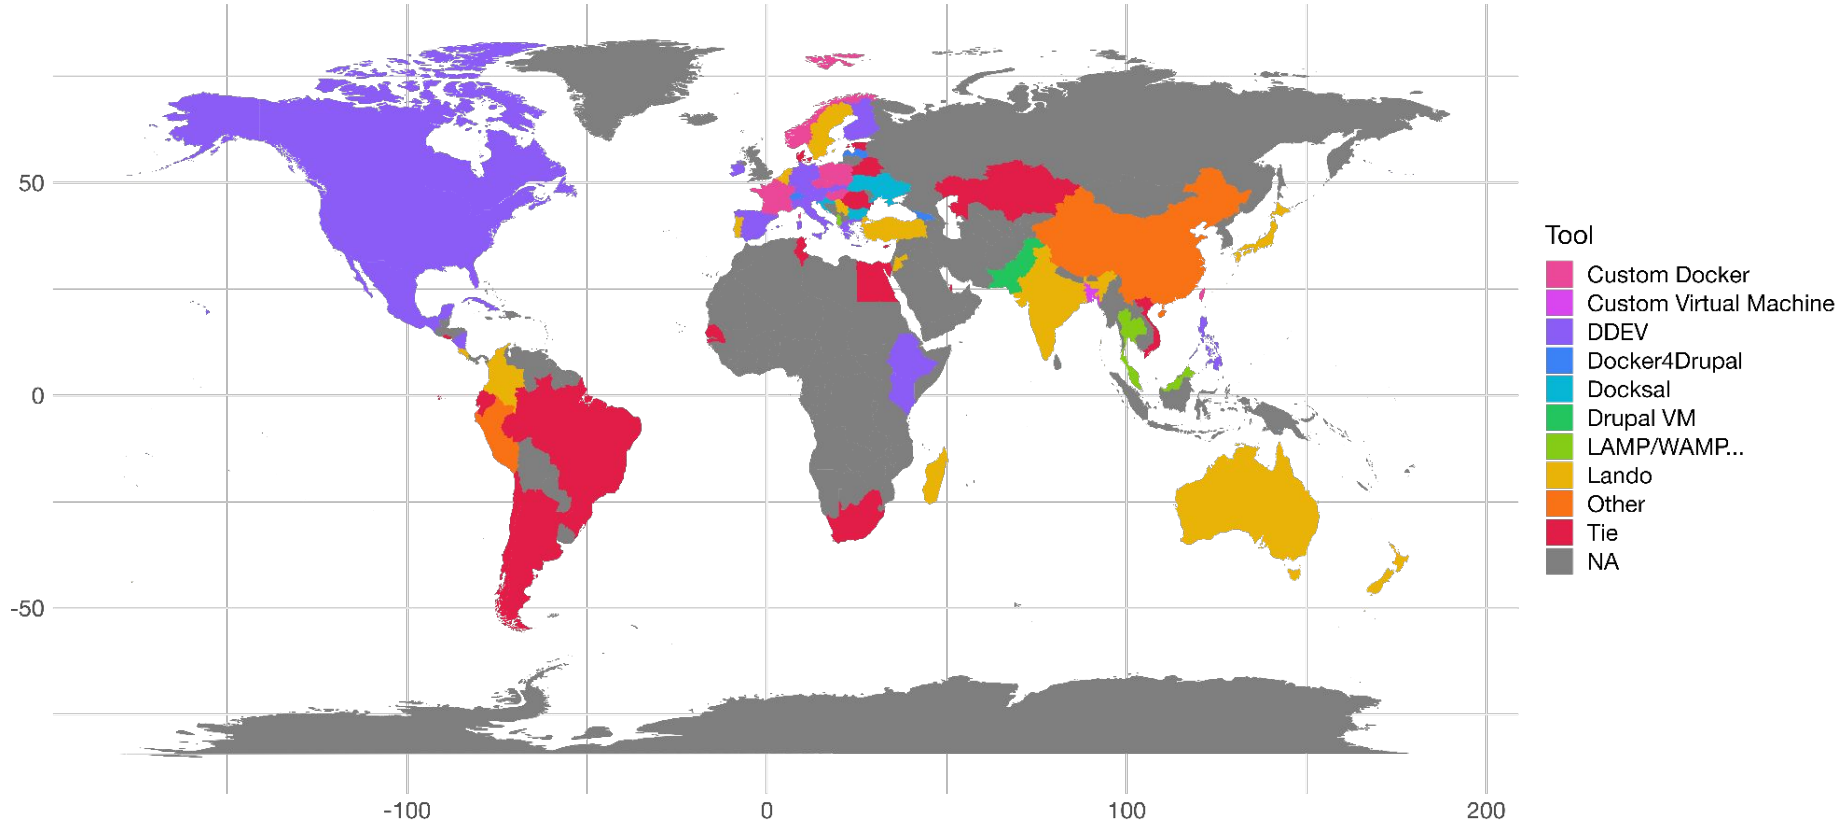 50
0
-50
-100
0
100
200
Tool
Custom Docker
Custom Virtual Machine
DDEV
Docker4Drupal
Docksal
Drupal VM
LAMP/WAMP...
Lando
Other
Tie
NA